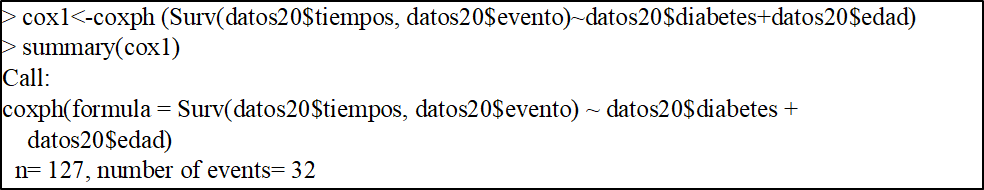 > cox1<-coxph (Surv(datos20$tiempos, datos20$evento)~datos20$diabetes+datos20$edad)
> summary(cox1)
Call:
coxph(formula = Surv(datos20$tiempos, datos20$evento) ~ datos20$diabetes +
datos20$edad)
n= 127, number of events= 32